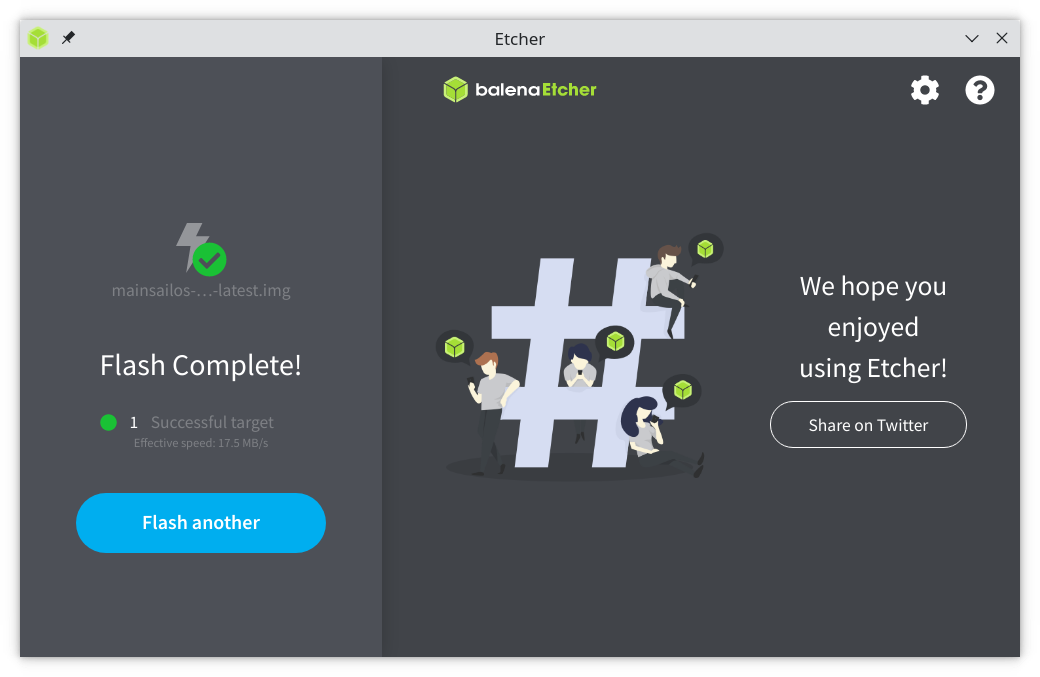 Etcher
balenaEtcher
mainsailos-...-latest.img
Flash Complete!
1 Successful target
Effective speed: 17.5 MB/s
Flash another
We hope you
enjoyed
using Etcher!
Share on Twitter